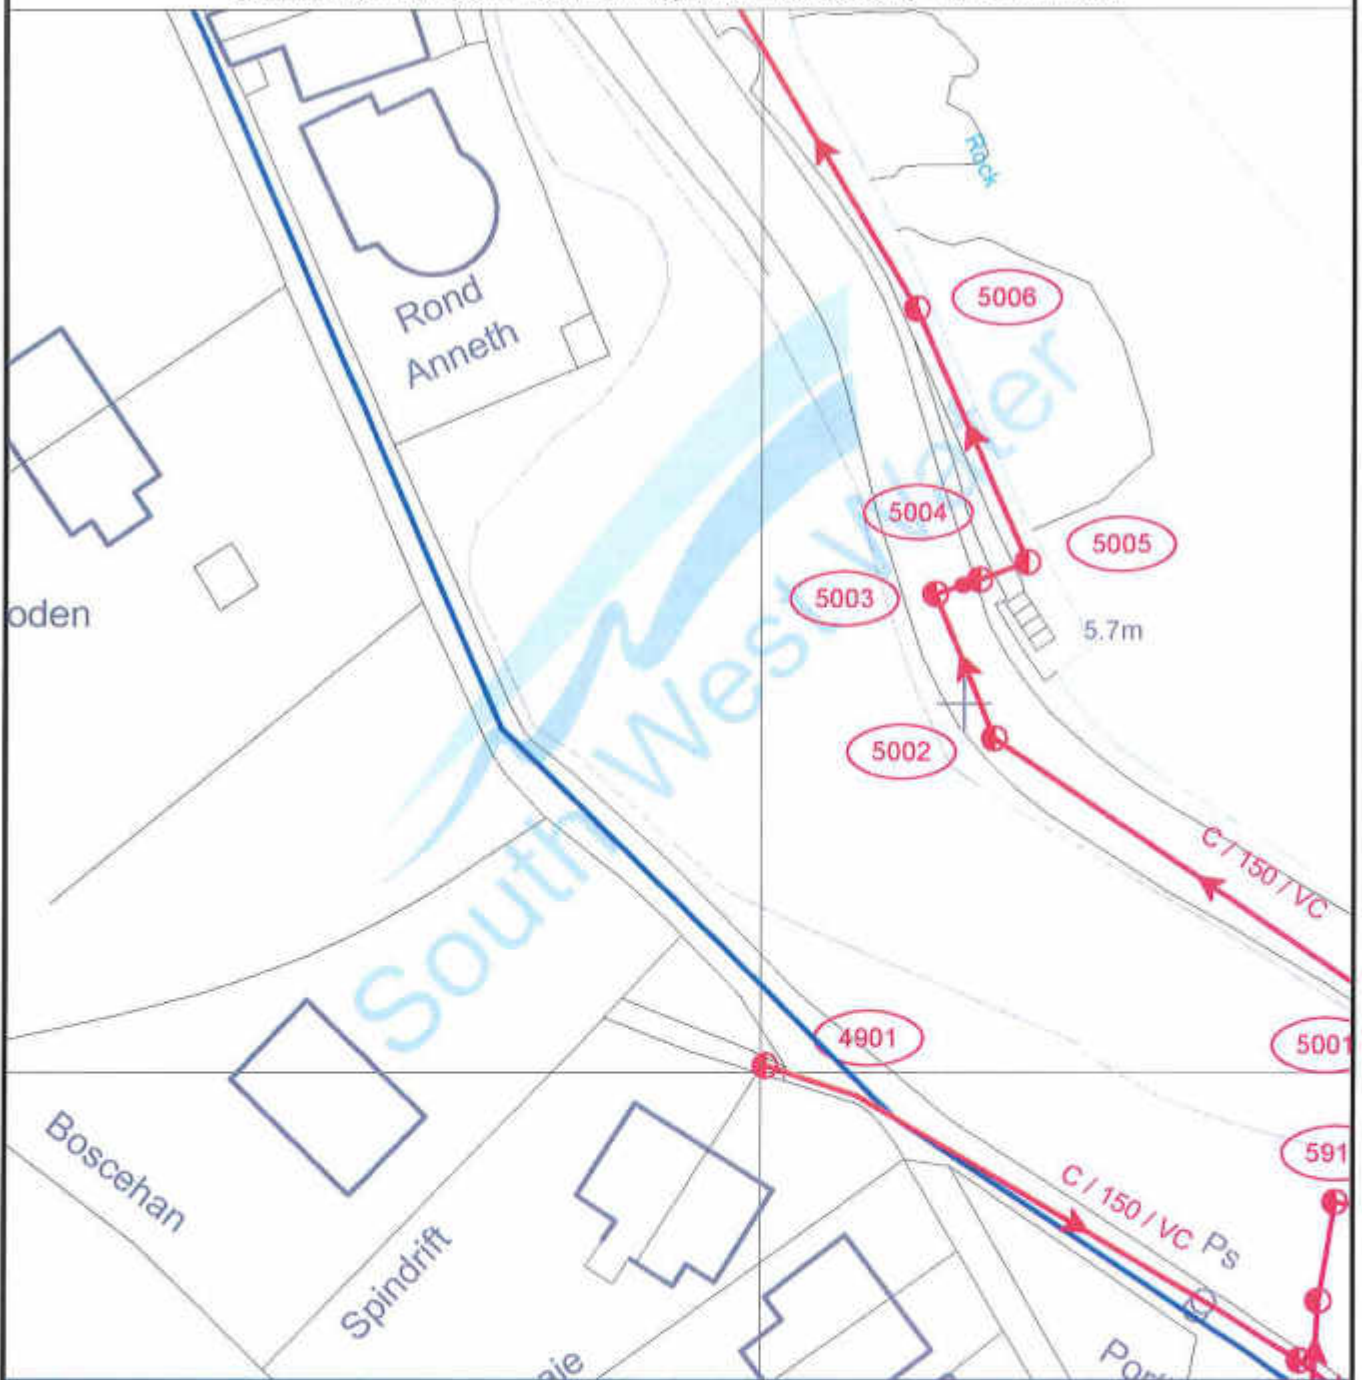 Rock
5006
Rond
Anneth
5004
5005
5003
oden
5.7m
5002
C / 150 / VC
South West Water
4901
5001
591
Boscehan
C / 150 / VC
Ps
Spindrift